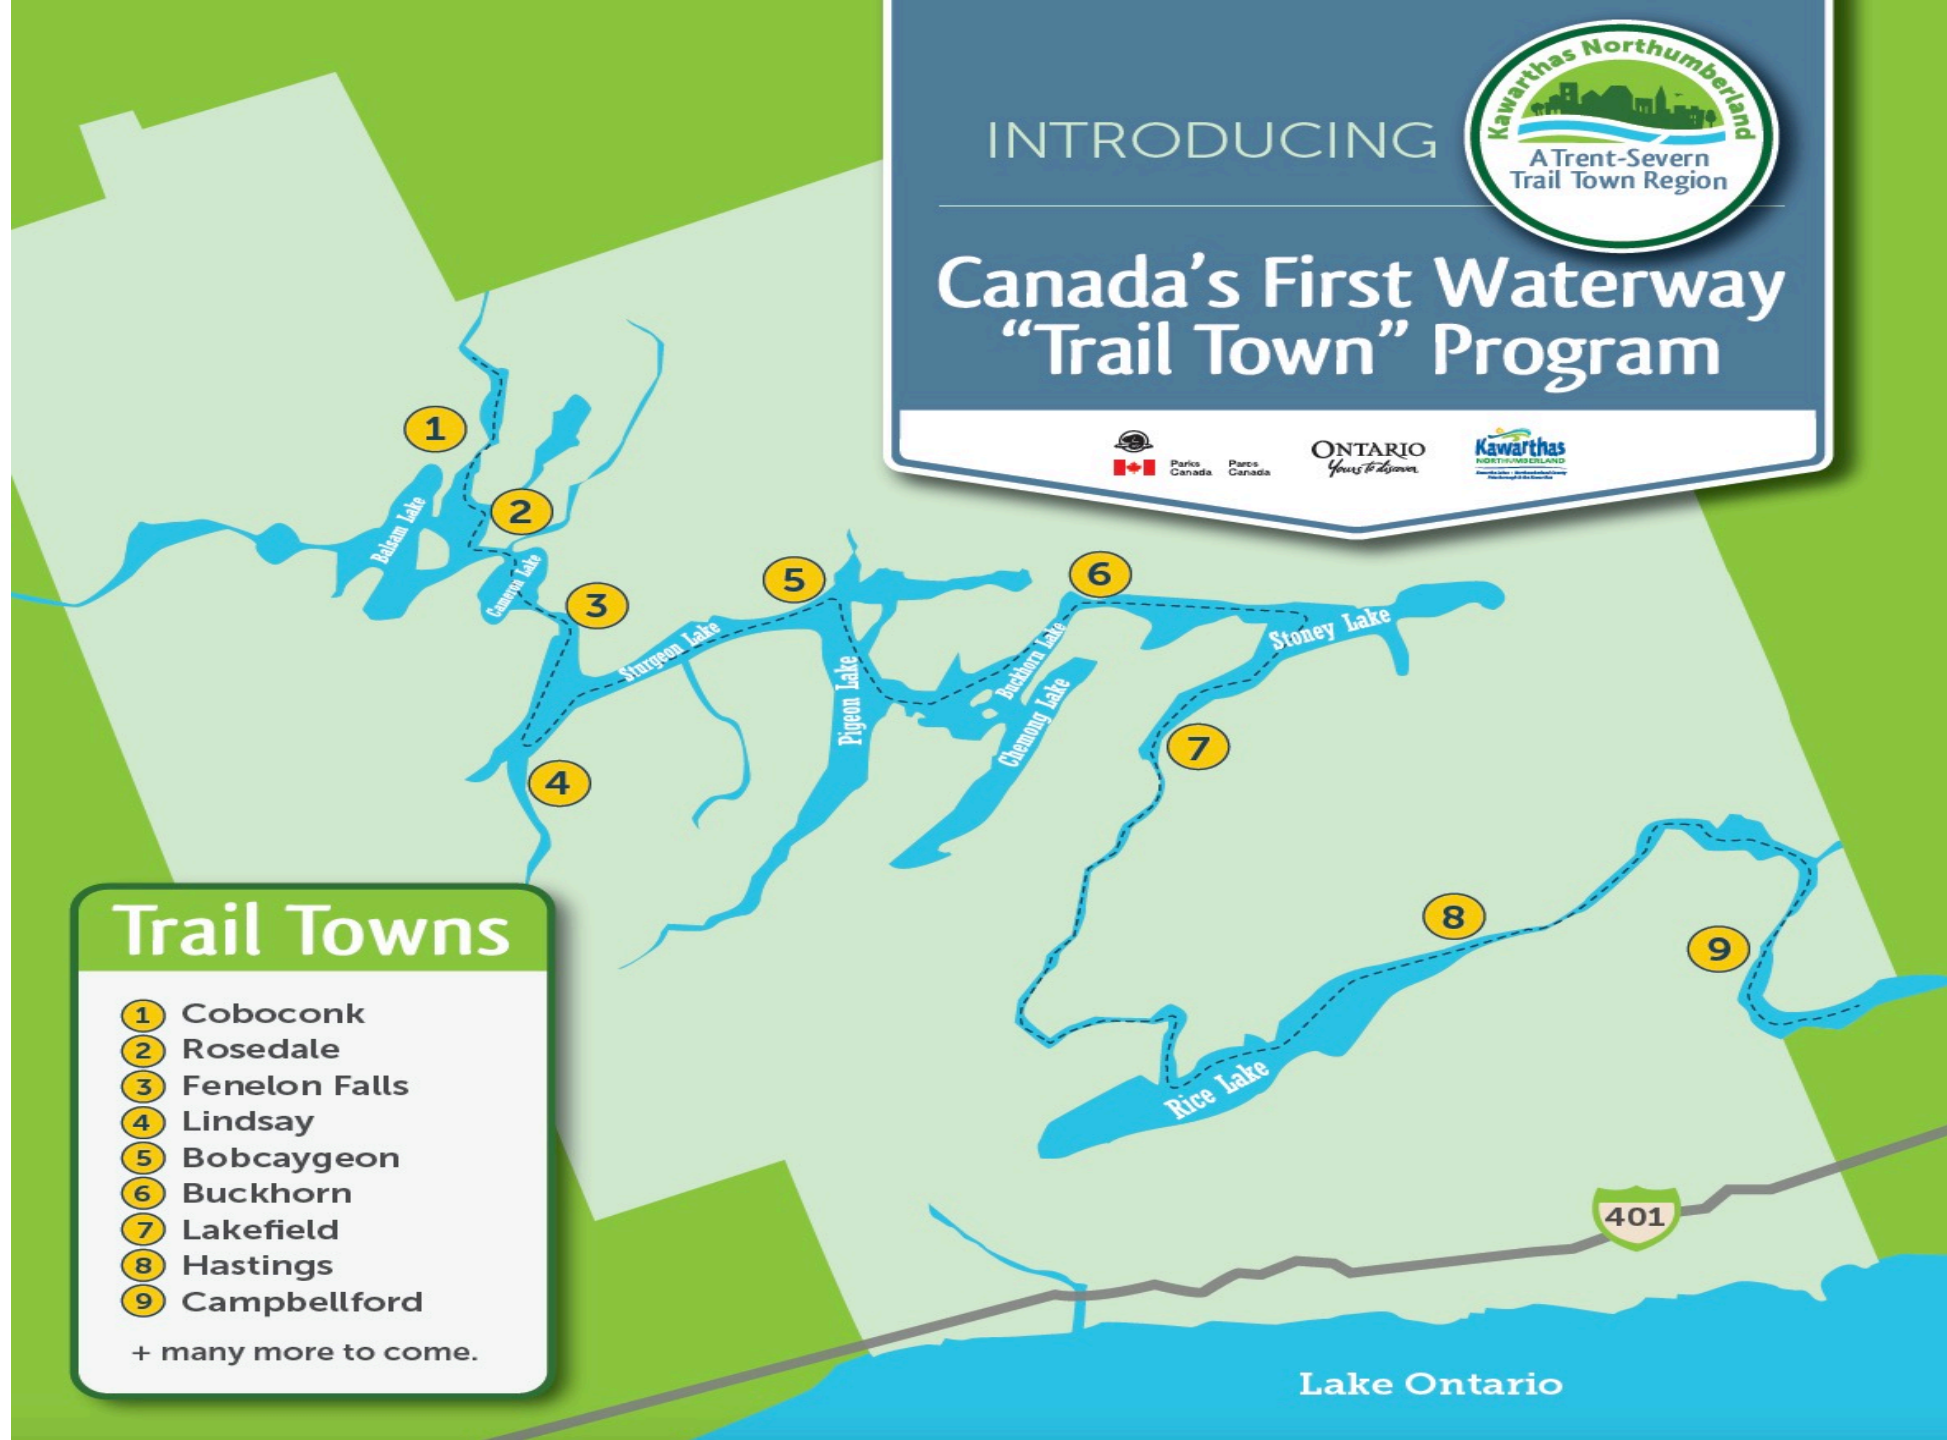 INTRODUCING
Kawarthas Northumberland
A Trent-Severn
Trail Town Region
Canada's First Waterway
“Trail Town” Program
Parks Canada
Parcs Canada
ONTARIO
Yours to discover
Kawarthas
NORTHUMBERLAND
1
2
3
4
5
6
7
8
9
Balsam Lake
Cameron Lake
Sturgeon Lake
Pigeon Lake
Buckhorn Lake
Chemong Lake
Stoney Lake
Rice Lake
401
Lake Ontario
Trail Towns
1 Coboconk
2 Rosedale
3 Fenelon Falls
4 Lindsay
5 Bobcaygeon
6 Buckhorn
7 Lakefield
8 Hastings
9 Campbellford
+ many more to come.